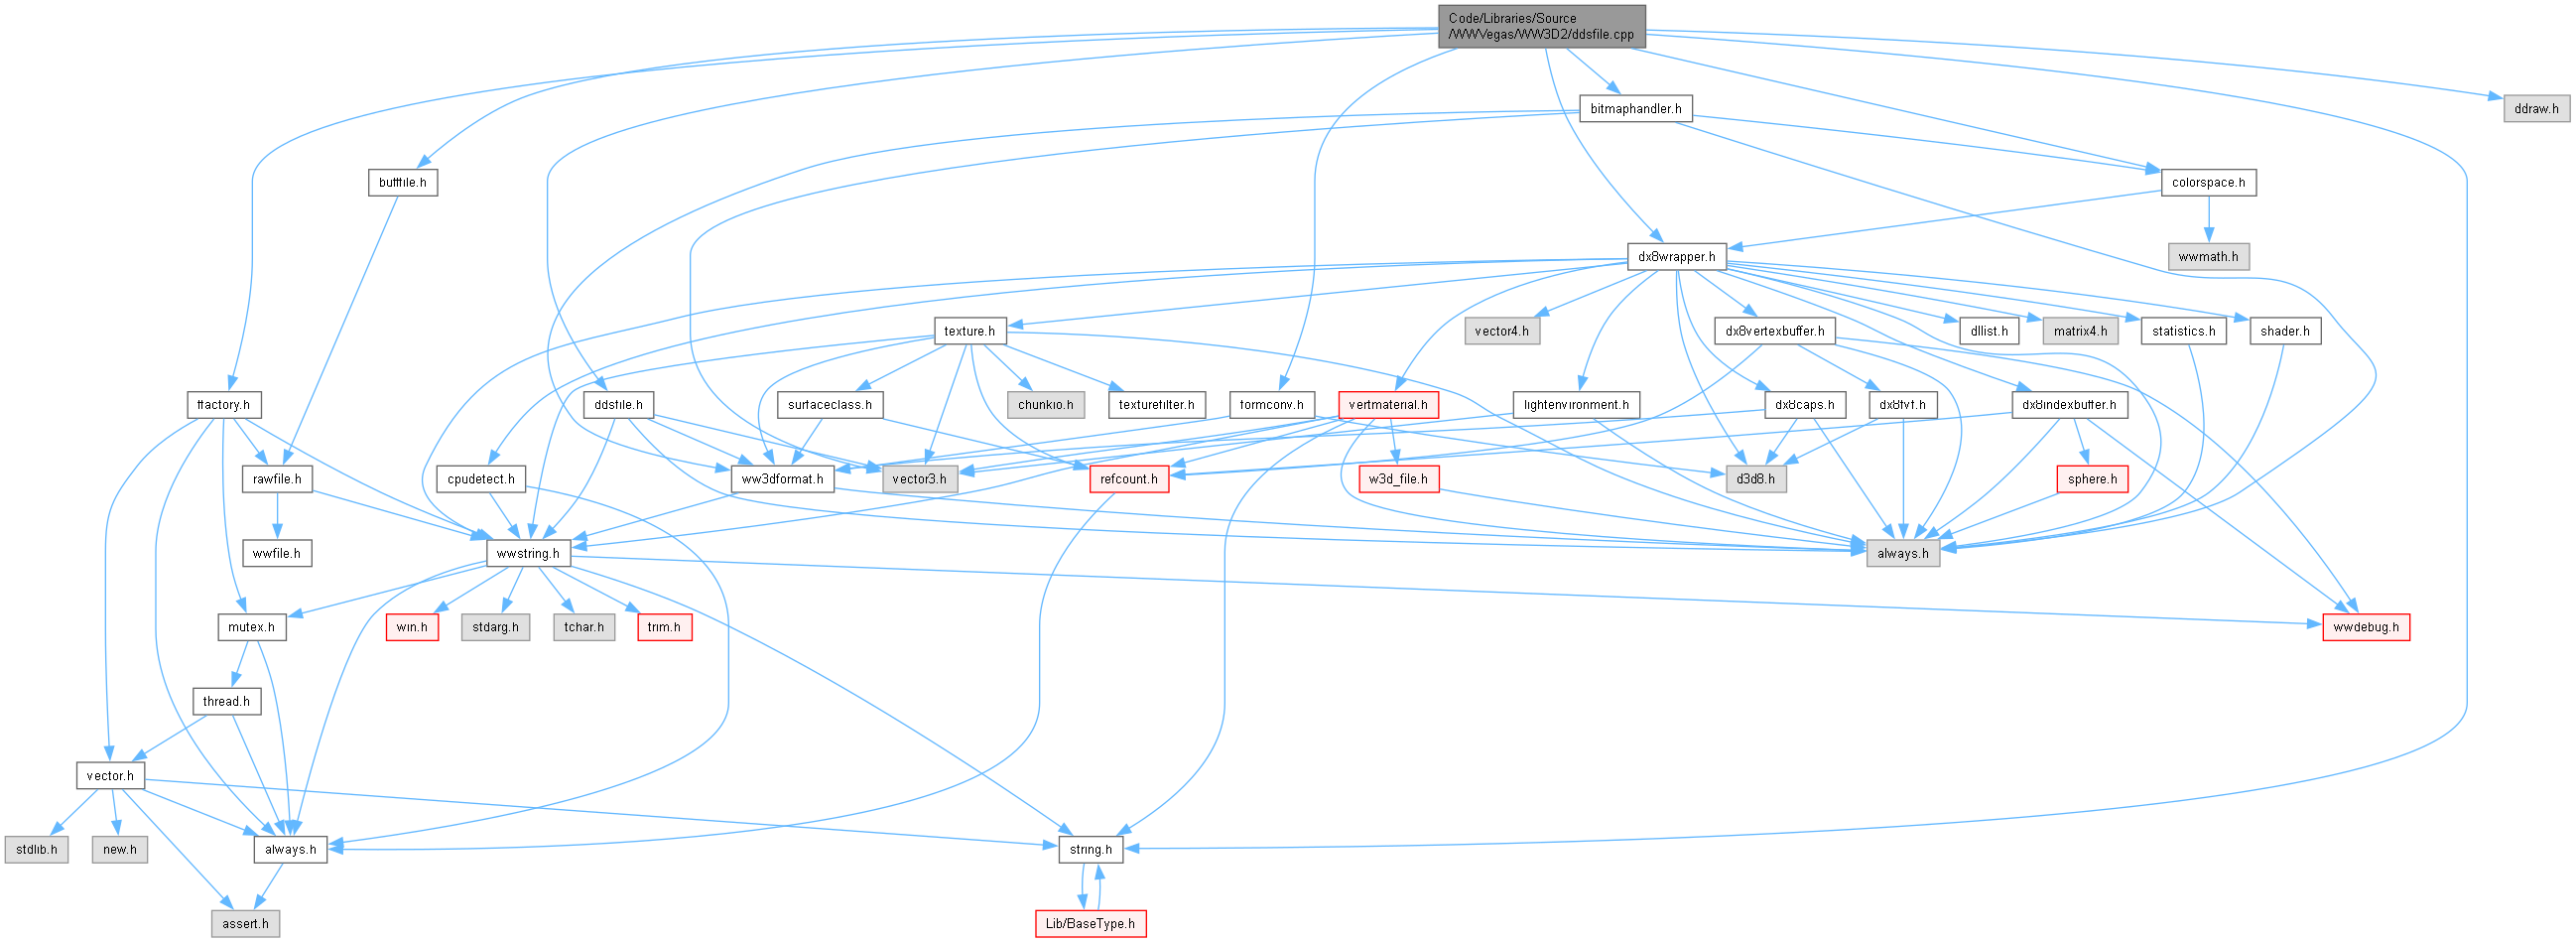 Code/Libraries/Source
/WWVegas/WW3D2/ddsfile.cpp
bitmaphandler.h
ddraw.h
bufffile.h
colorspace.h
dx8wrapper.h
wwmath.h
texture.h
vector4.h
dx8vertexbuffer.h
dllist.h
matrix4.h
statistics.h
shader.h
ffactory.h
ddsfile.h
surfaceclass.h
chunkio.h
texturefilter.h
formconv.h
vertmaterial.h
lightenvironment.h
dx8caps.h
dx8fvf.h
dx8indexbuffer.h
rawfile.h
cpudetect.h
ww3dformat.h
vector3.h
refcount.h
w3d_file.h
d3d8.h
sphere.h
wwfile.h
wwstring.h
always.h
mutex.h
win.h
stdarg.h
tchar.h
trim.h
wwdebug.h
thread.h
vector.h
stdlib.h
new.h
always.h
string.h
assert.h
Lib/BaseType.h